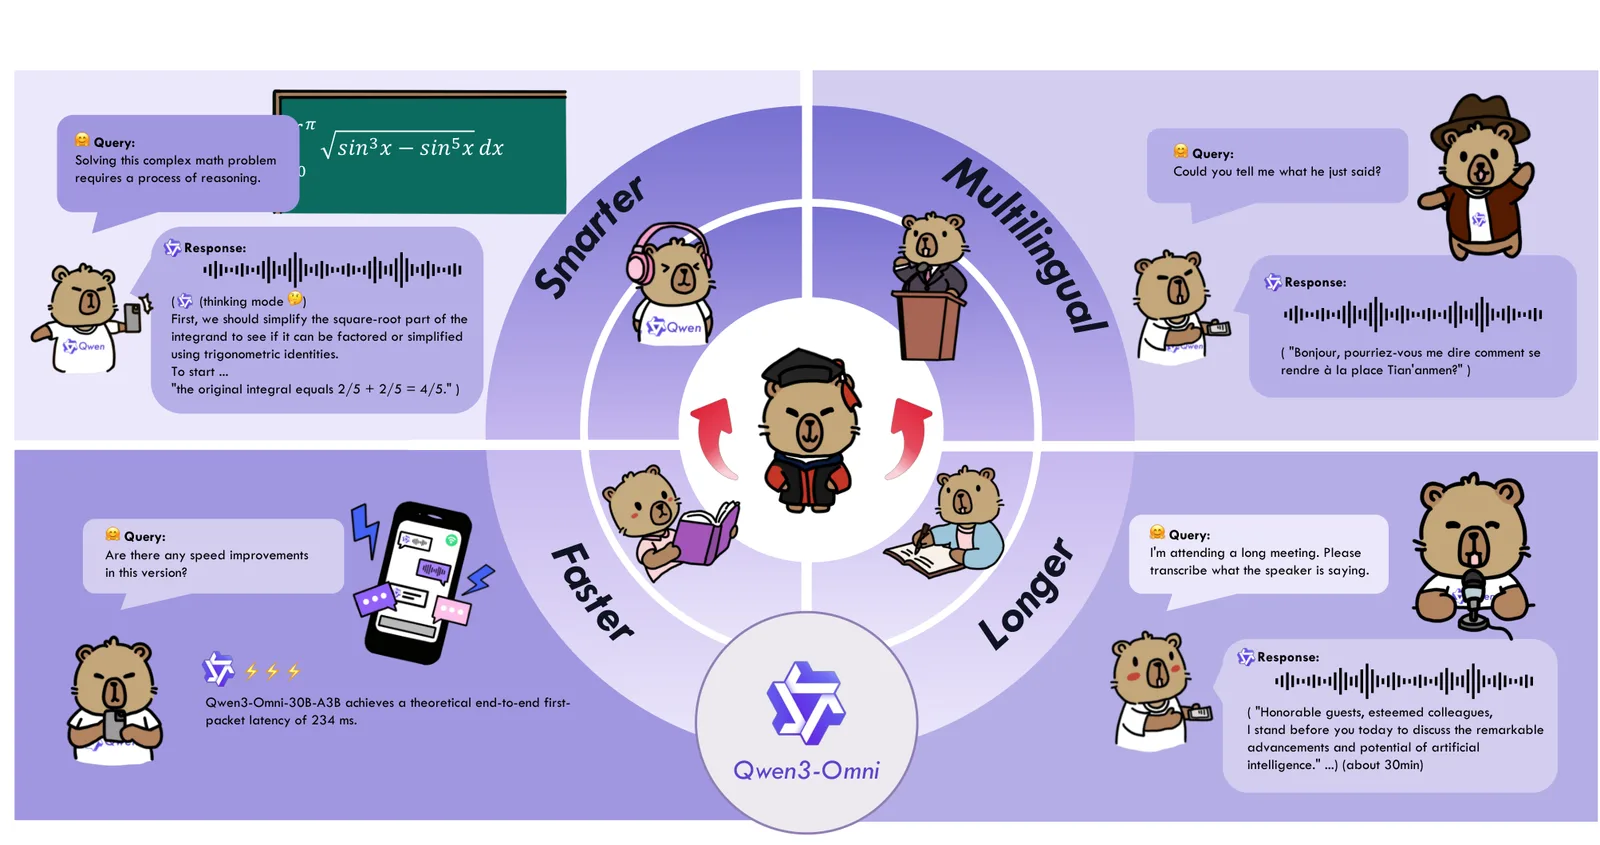 Query:
Solving this complex math problem
requires a process of reasoning.
π
√sin³x − sin⁵x dx
0
Response:
( (thinking mode 🤔)
First, we should simplify the square-root part of the
integrand to see if it can be factored or simplified
using trigonometric identities.
To start ...
"the original integral equals 2/5 + 2/5 = 4/5." )
Qwen
Smarter
Qwen
Multilingual
Query:
Could you tell me what he just said?
Response:
( "Bonjour, pourriez-vous me dire comment se
rendre à la place Tian'anmen?" )
Qwen
Query:
Are there any speed improvements
in this version?
Qwen3-Omni-30B-A3B achieves a theoretical end-to-end first-
packet latency of 234 ms.
Qwen
Faster
Longer
Qwen3-Omni
Query:
I'm attending a long meeting. Please
transcribe what the speaker is saying.
Response:
( "Honorable guests, esteemed colleagues,
I stand before you today to discuss the remarkable
advancements and potential of artificial
intelligence." ...) (about 30min)